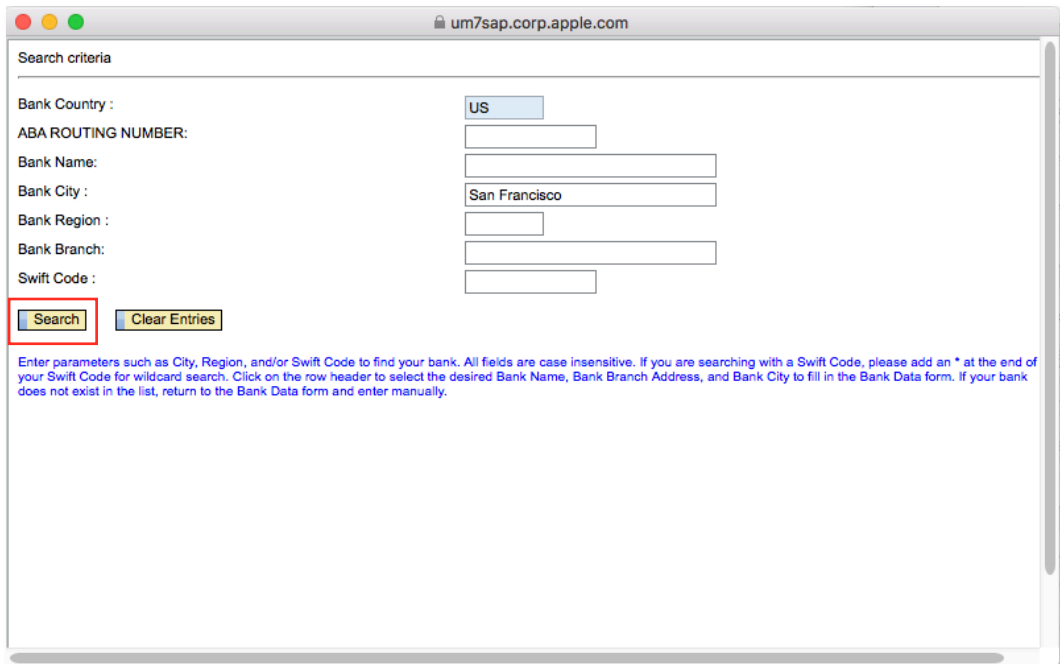 um7sap.corp.apple.com
Search criteria
Bank Country :
US
ABA ROUTING NUMBER:
Bank Name:
Bank City :
San Francisco
Bank Region :
Bank Branch:
Swift Code :
Search
Clear Entries
Enter parameters such as City, Region, and/or Swift Code to find your bank. All fields are case insensitive. If you are searching with a Swift Code, please add an * at the end of
your Swift Code for wildcard search. Click on the row header to select the desired Bank Name, Bank Branch Address, and Bank City to fill in the Bank Data form. If your bank
does not exist in the list, return to the Bank Data form and enter manually.